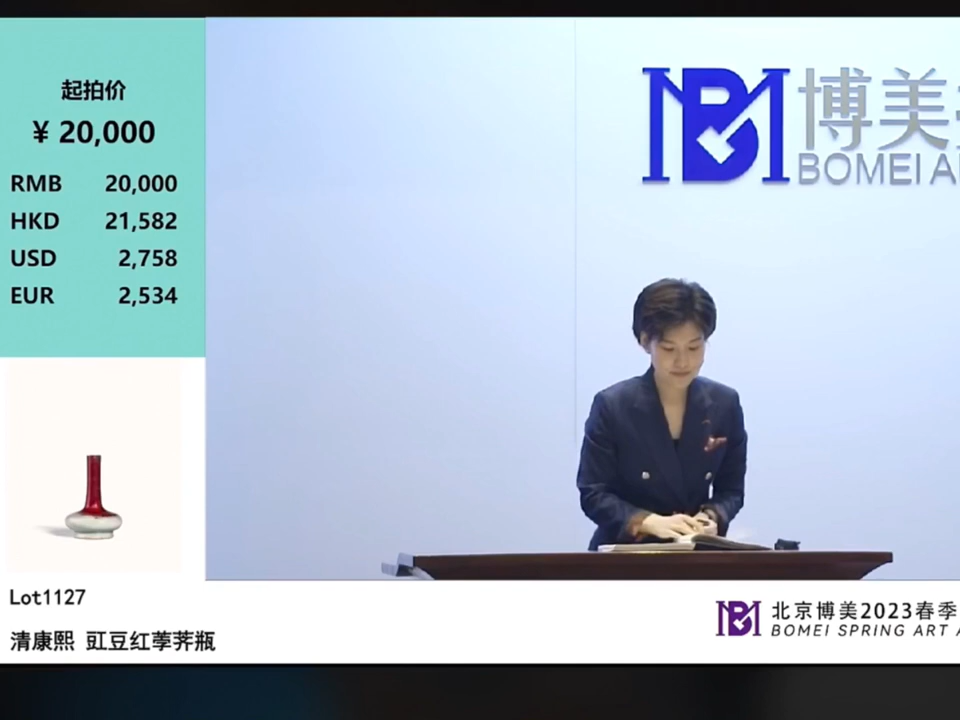 起拍价
¥ 20,000
RMB 20,000
HKD 21,582
USD 2,758
EUR 2,534
博美
BOMEI
Lot1127
清康熙 豇豆红荸荠瓶
北京博美2023春季
BOMEI SPRING ART